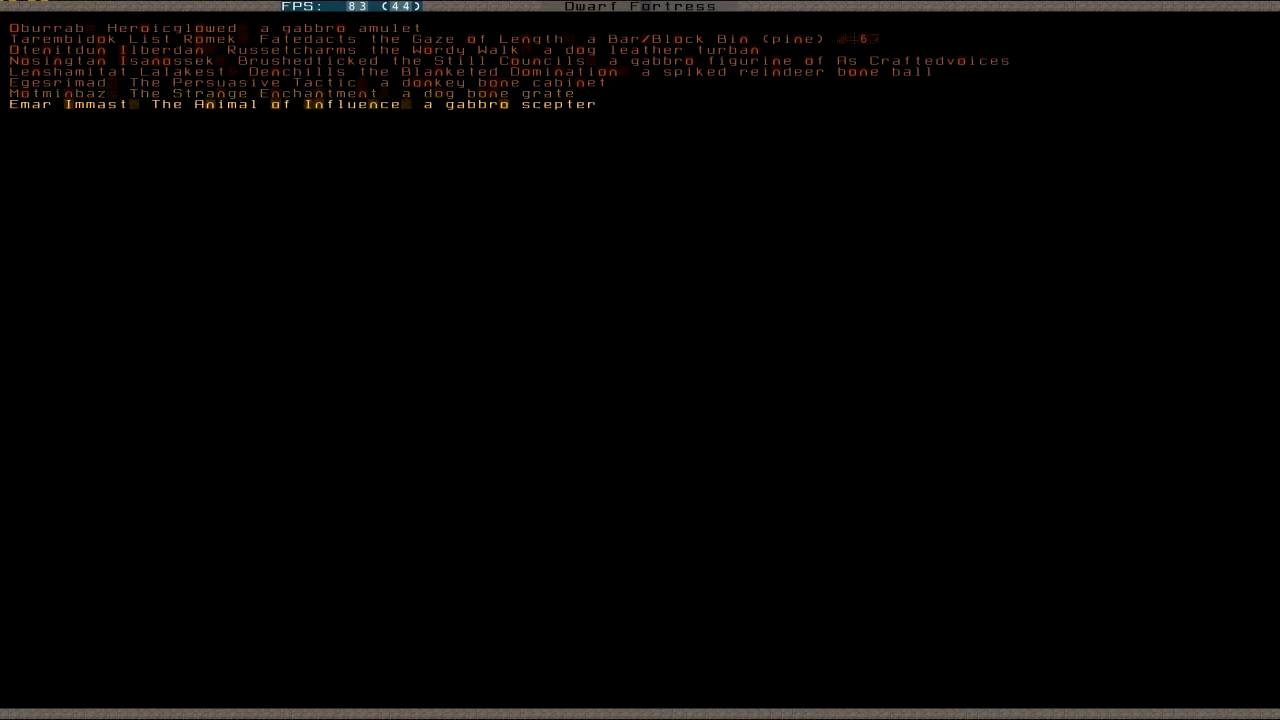 FPS: 83 (44) Dwarf Fortress
Oburrab Heroicglowed a gabbro amulet
Tarembidok List Romek Fatedacts the Gaze of Length a Bar/Block Bin (pine) 6
Otenitdun Ilberdan Russetcharms the Wordy Walk a dog leather turban
Nosingtan Isanossek Brushedticked the Still Councils a gabbro figurine of As Craftedvoices
Lenshamitat Lalakest Denchills the Blanketed Domination a spiked reindeer bone ball
Egesrimad The Persuasive Tactic a donkey bone cabinet
Motminbaz The Strange Enchantment a dog bone grate
Emar Immast The Animal of Influence a gabbro scepter